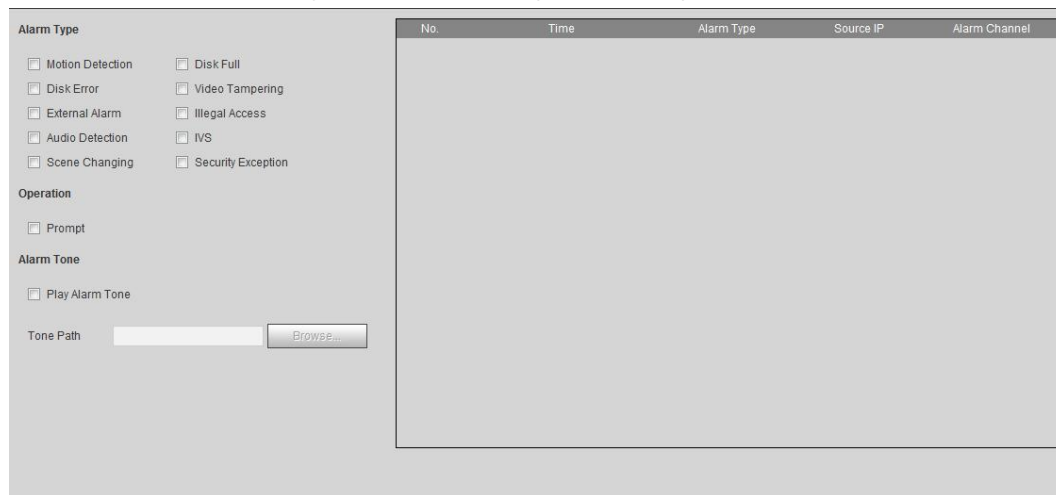 Alarm Type
Motion Detection Disk Full
Disk Error Video Tampering
External Alarm Illegal Access
Audio Detection IVS
Scene Changing Security Exception
Operation
Prompt
Alarm Tone
Play Alarm Tone
Tone Path Browse...
No. Time Alarm Type Source IP Alarm Channel